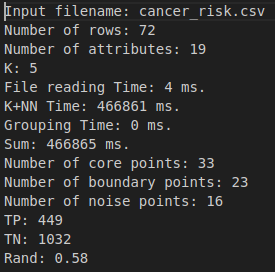 Input filename: cancer_risk.csv
Number of rows: 72
Number of attributes: 19
K: 5
File reading Time: 4 ms.
K+NN Time: 466861 ms.
Grouping Time: 0 ms.
Sum: 466865 ms.
Number of core points: 33
Number of boundary points: 23
Number of noise points: 16
TP: 449
TN: 1032
Rand: 0.58